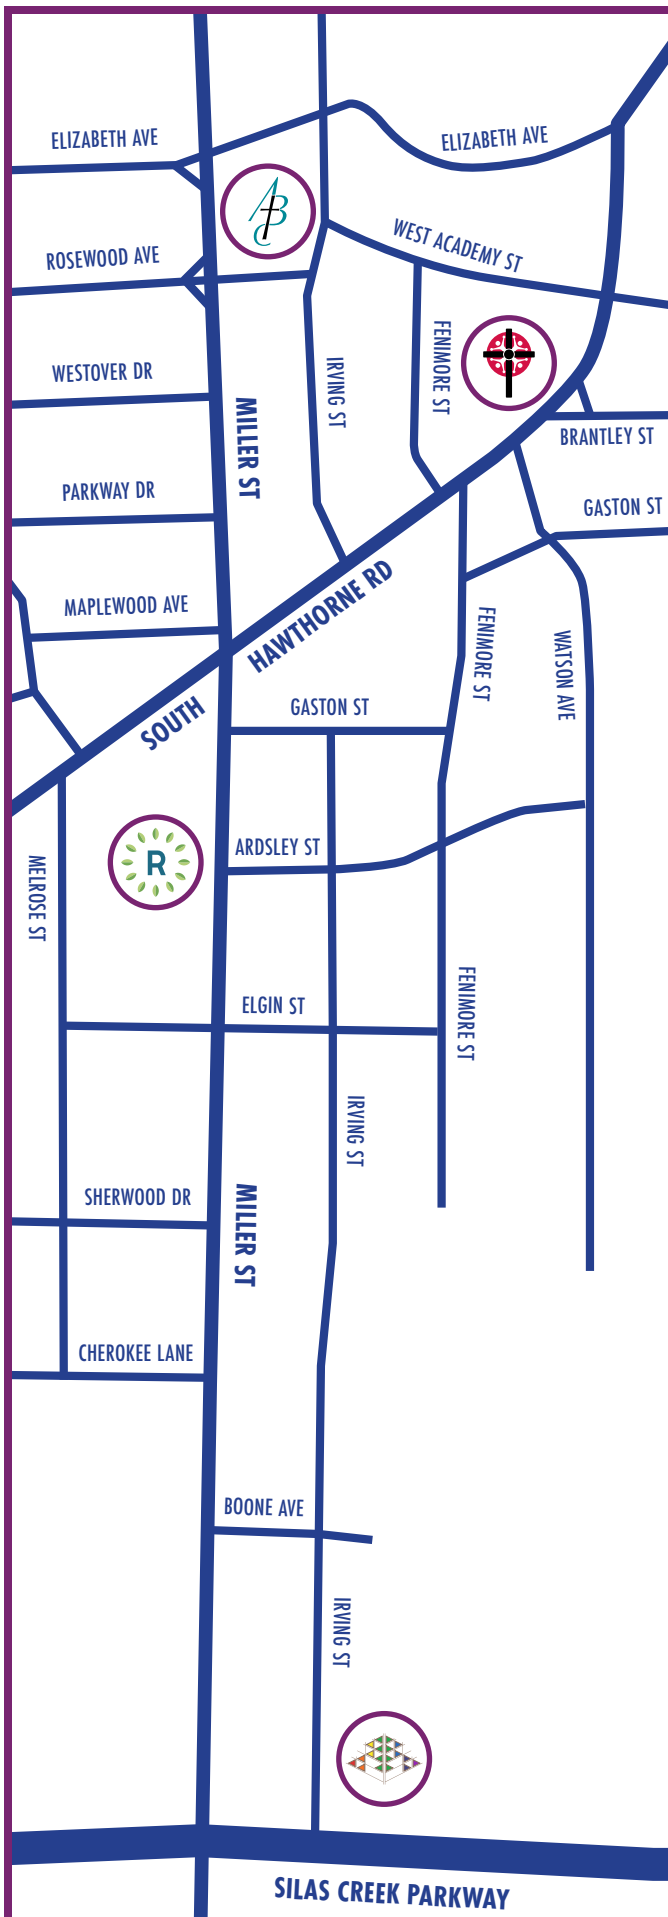 ELIZABETH AVE
ELIZABETH AVE
ABC
ROSEWOOD AVE
WEST ACADEMY ST
WESTOVER DR
IRVING ST
FENIMORE ST
MILLER ST
BRANTLEY ST
PARKWAY DR
GASTON ST
MAPLEWOOD AVE
SOUTH HAWTHORNE RD
FENIMORE ST
WATSON AVE
GASTON ST
ARDSLEY ST
R
MELROSE ST
ELGIN ST
FENIMORE ST
IRVING ST
SHERWOOD DR
MILLER ST
CHEROKEE LANE
BOONE AVE
IRVING ST
SILAS CREEK PARKWAY